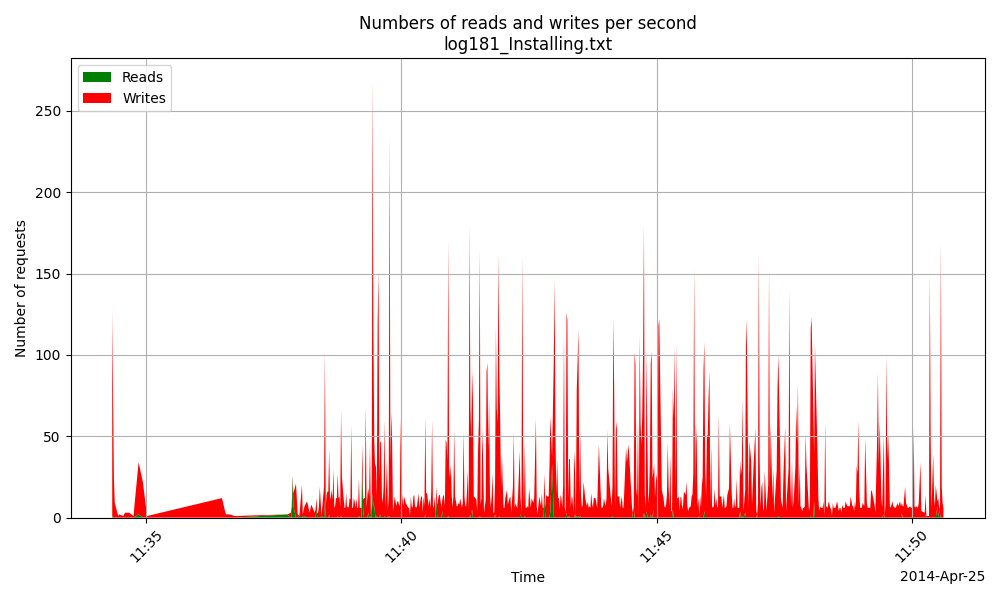 Numbers of reads and writes per second
log181_Installing.txt
Reads
Writes
Number of requests
250
200
150
100
50
0
11:35
11:40
11:45
11:50
Time
2014-Apr-25